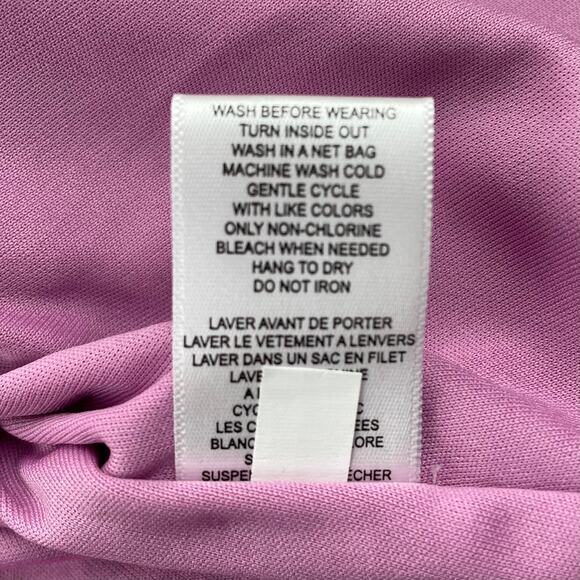 WASH BEFORE WEARING
TURN INSIDE OUT
WASH IN A NET BAG
MACHINE WASH COLD
GENTLE CYCLE
WITH LIKE COLORS
ONLY NON-CHLORINE
BLEACH WHEN NEEDED
HANG TO DRY
DO NOT IRON
LAVER AVANT DE PORTER
LAVER LE VETEMENT A LENVERS
LAVER DANS UN SAC EN FILET
A